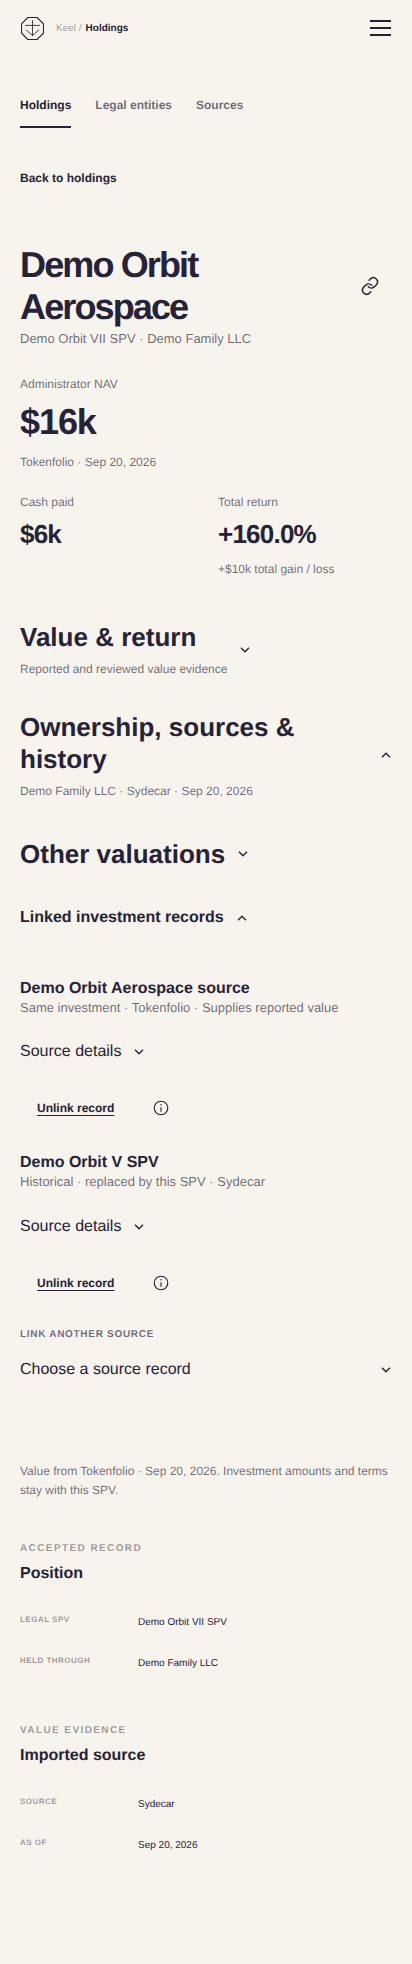 Keel / Holdings
Holdings Legal entities Sources
Back to holdings
Demo Orbit
Aerospace
Demo Orbit VII SPV · Demo Family LLC
Administrator NAV
$16k
Tokenfolio · Sep 20, 2026
Cash paid Total return
$6k +160.0%
+$10k total gain / loss
Value & return
Reported and reviewed value evidence
Ownership, sources &
history
Demo Family LLC · Sydecar · Sep 20, 2026
Other valuations
Linked investment records
Demo Orbit Aerospace source
Same investment · Tokenfolio · Supplies reported value
Source details
Unlink record
Demo Orbit V SPV
Historical · replaced by this SPV · Sydecar
Source details
Unlink record
LINK ANOTHER SOURCE
Choose a source record
Value from Tokenfolio · Sep 20, 2026. Investment amounts and terms
stay with this SPV.
ACCEPTED RECORD
Position
LEGAL SPV Demo Orbit VII SPV
HELD THROUGH Demo Family LLC
VALUE EVIDENCE
Imported source
SOURCE Sydecar
AS OF Sep 20, 2026